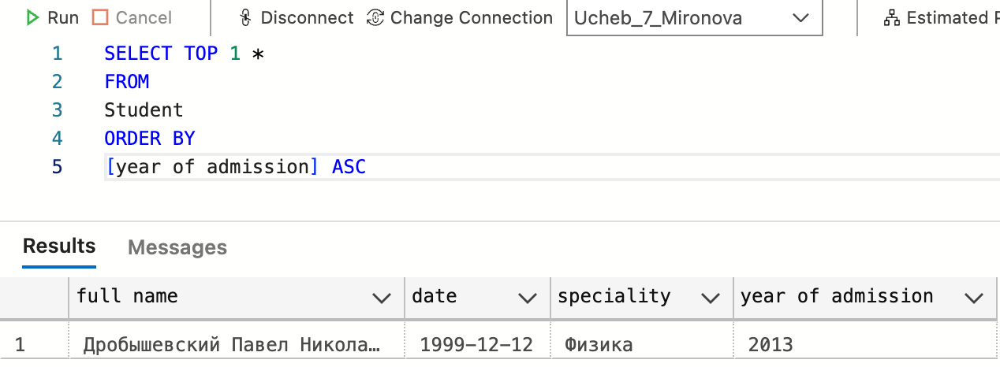 Run Cancel Disconnect Change Connection Ucheb_7_Mironova Estimated
1 SELECT TOP 1 *
2 FROM
3 Student
4 ORDER BY
5 [year of admission] ASC
Results Messages
full name date speciality year of admission
1 Дробышевский Павел Никола… 1999-12-12 Физика 2013